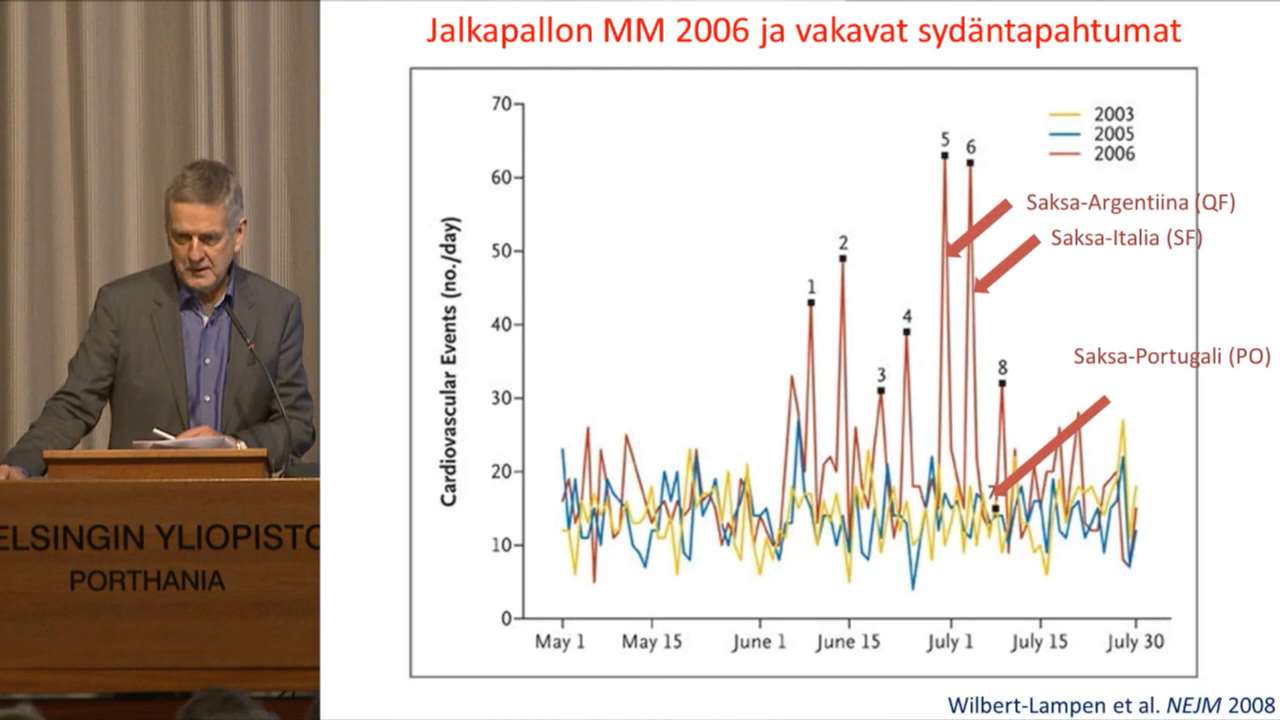 Jalkapallon MM 2006 ja vakavat sydäntapahtumat
70
60
50
40
30
20
10
0
Cardiovascular Events (no./day)
2003
2005
2006
1
2
3
4
5
6
7
8
Saksa-Argentiina (QF)
Saksa-Italia (SF)
Saksa-Portugali (PO)
May 1
May 15
June 1
June 15
July 1
July 15
July 30
Wilbert-Lampen et al. NEJM 2008
ELSINGIN YLIOPISTO
PORTHANIA